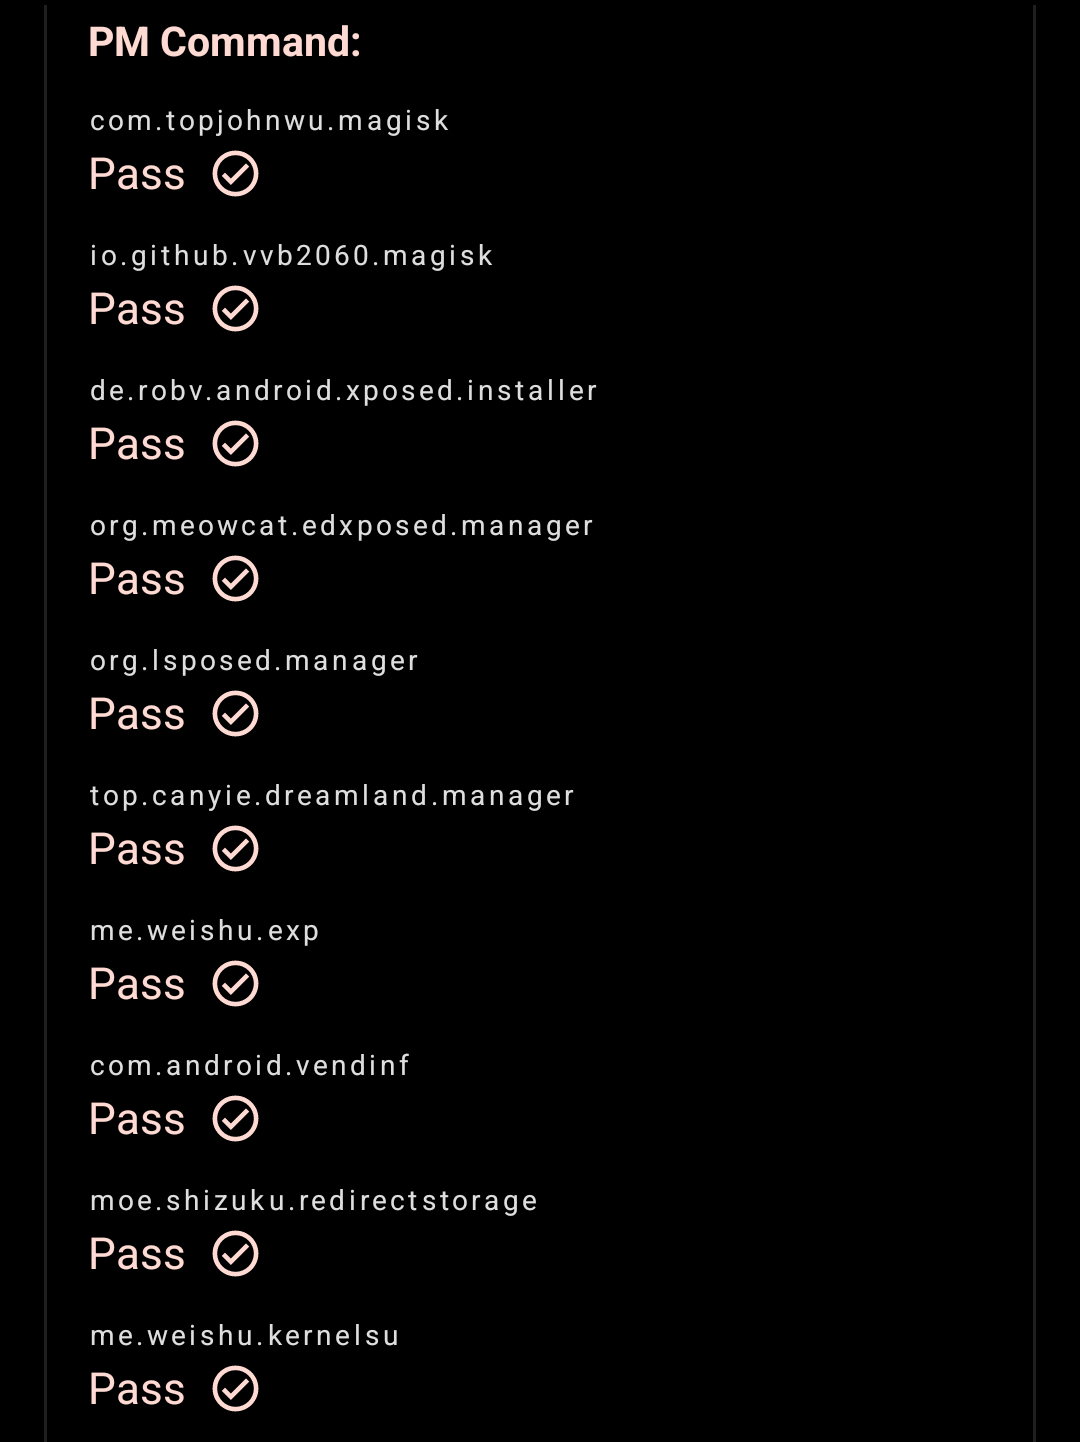 PM Command:
com.topjohnwu.magisk
Pass
io.github.vvb2060.magisk
Pass
de.robv.android.xposed.installer
Pass
org.meowcat.edxposed.manager
Pass
org.lsposed.manager
Pass
top.canyie.dreamland.manager
Pass
me.weishu.exp
Pass
com.android.vendinf
Pass
moe.shizuku.redirectstorage
Pass
me.weishu.kernelsu
Pass